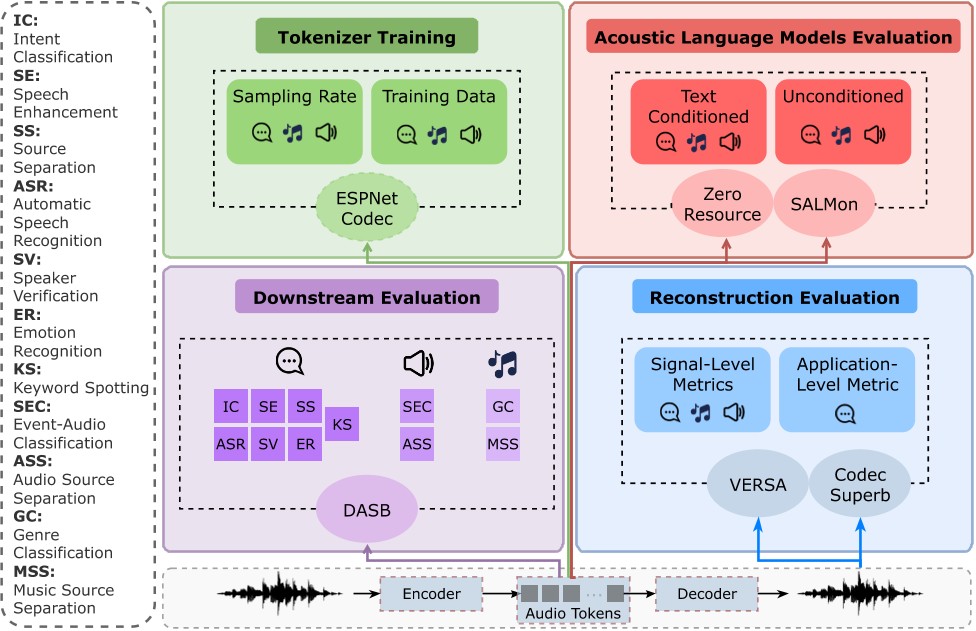 IC:
Intent
Classification
SE:
Speech
Enhancement
SS:
Source
Separation
ASR:
Automatic
Speech
Recognition
SV:
Speaker
Verification
ER:
Emotion
Recognition
KS:
Keyword Spotting
SEC:
Event-Audio
Classification
ASS:
Audio Source
Separation
GC:
Genre
Classification
MSS:
Music Source
Separation
Tokenizer Training
Sampling Rate
Training Data
ESPNet
Codec
Acoustic Language Models Evaluation
Text
Conditioned
Unconditioned
Zero
Resource
SALMon
Downstream Evaluation
IC SE SS
KS
ASR SV ER
SEC
ASS
GC
MSS
DASB
Reconstruction Evaluation
Signal-Level
Metrics
Application-
Level Metric
VERSA
Codec
Superb
Encoder
...
Audio Tokens
Decoder